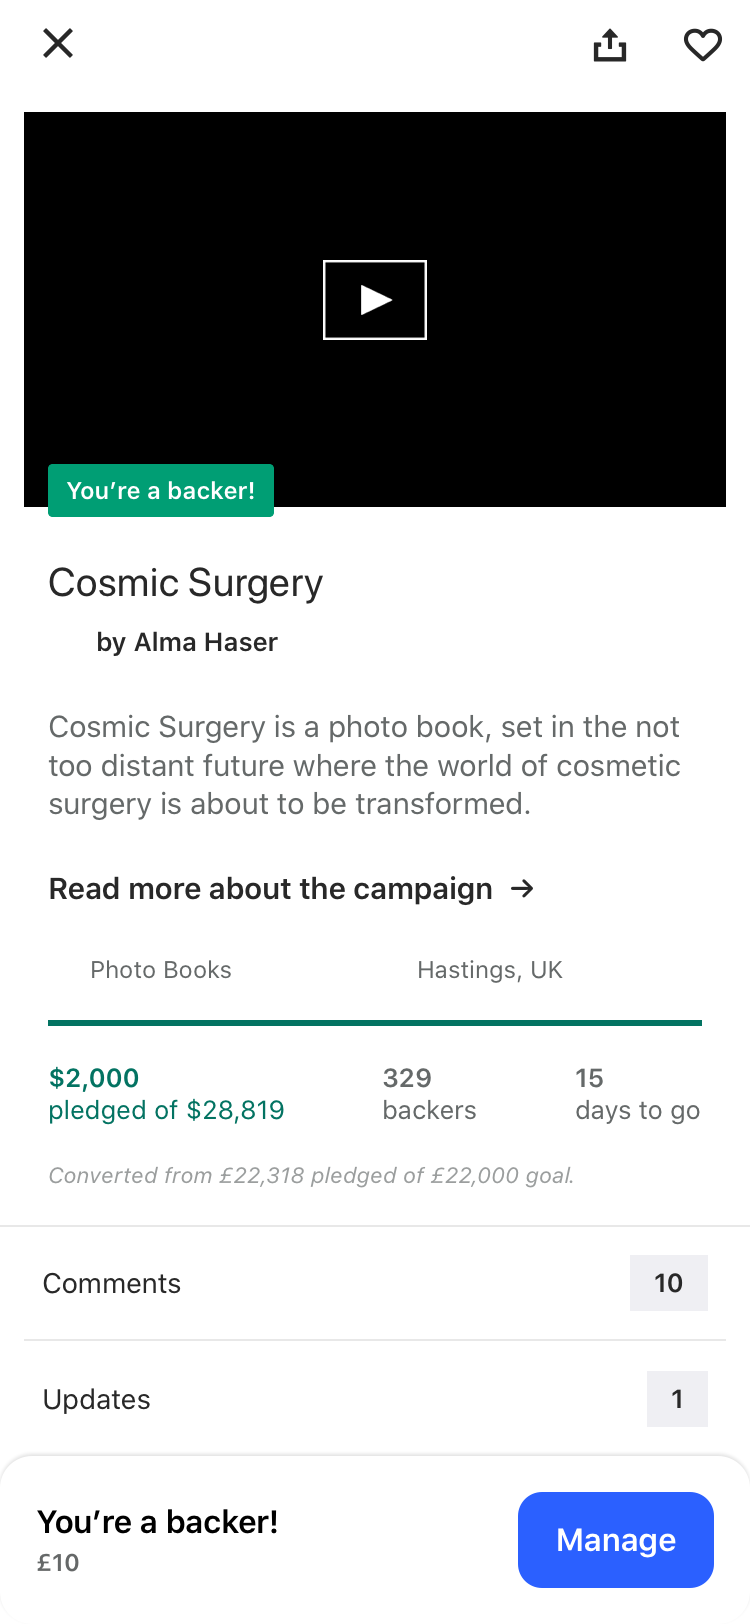 You’re a backer!
Cosmic Surgery
by Alma Haser
Cosmic Surgery is a photo book, set in the not
too distant future where the world of cosmetic
surgery is about to be transformed.
Read more about the campaign →
Photo Books
Hastings, UK
$2,000
pledged of $28,819
329
backers
15
days to go
Converted from £22,318 pledged of £22,000 goal.
Comments
10
Updates
1
You’re a backer!
£10
Manage